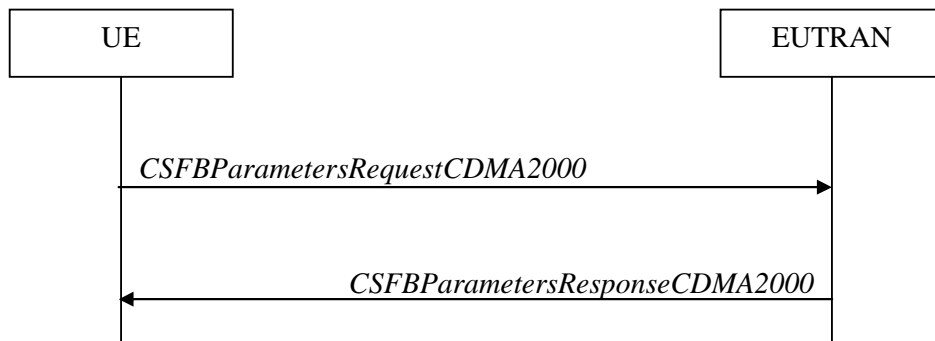 UE
EUTRAN
CSFBParametersRequestCDMA2000
CSFBParametersResponseCDMA2000